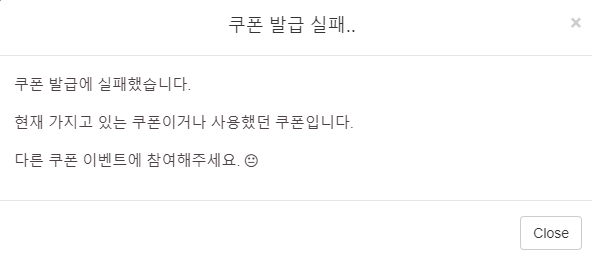 쿠폰 발급 실패..
×
쿠폰 발급에 실패했습니다.
현재 가지고 있는 쿠폰이거나 사용했던 쿠폰입니다.
다른 쿠폰 이벤트에 참여해주세요. 😐
Close